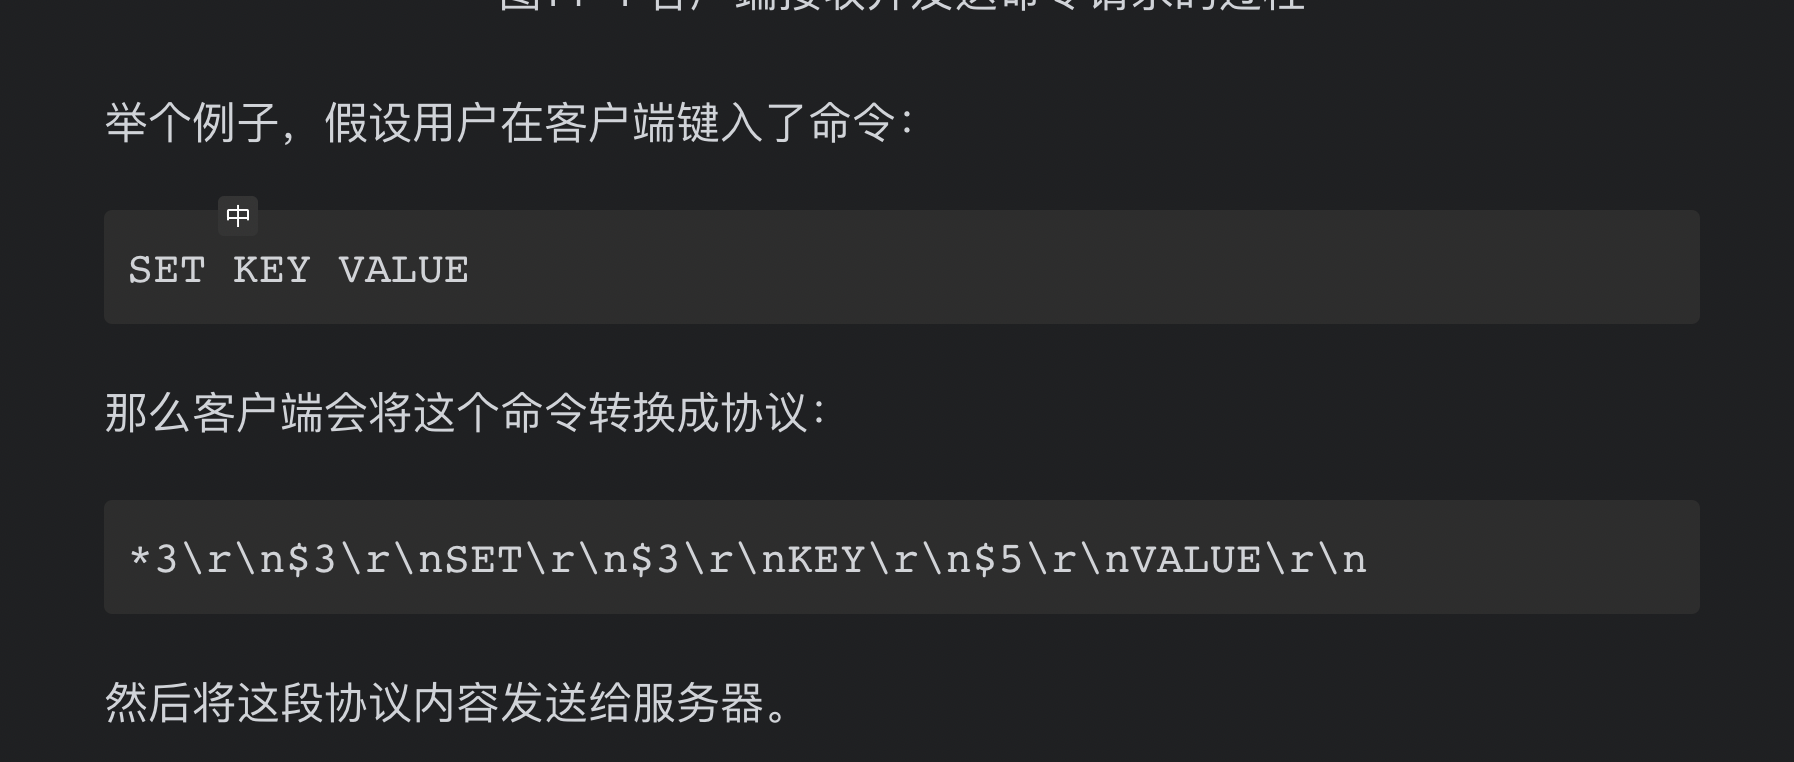 举个例子，假设用户在客户端键入了命令：
中
SET KEY VALUE
那么客户端会将这个命令转换成协议：
*3\r\n$3\r\nSET\r\n$3\r\nKEY\r\n$5\r\nVALUE\r\n
然后将这段协议内容发送给服务器。